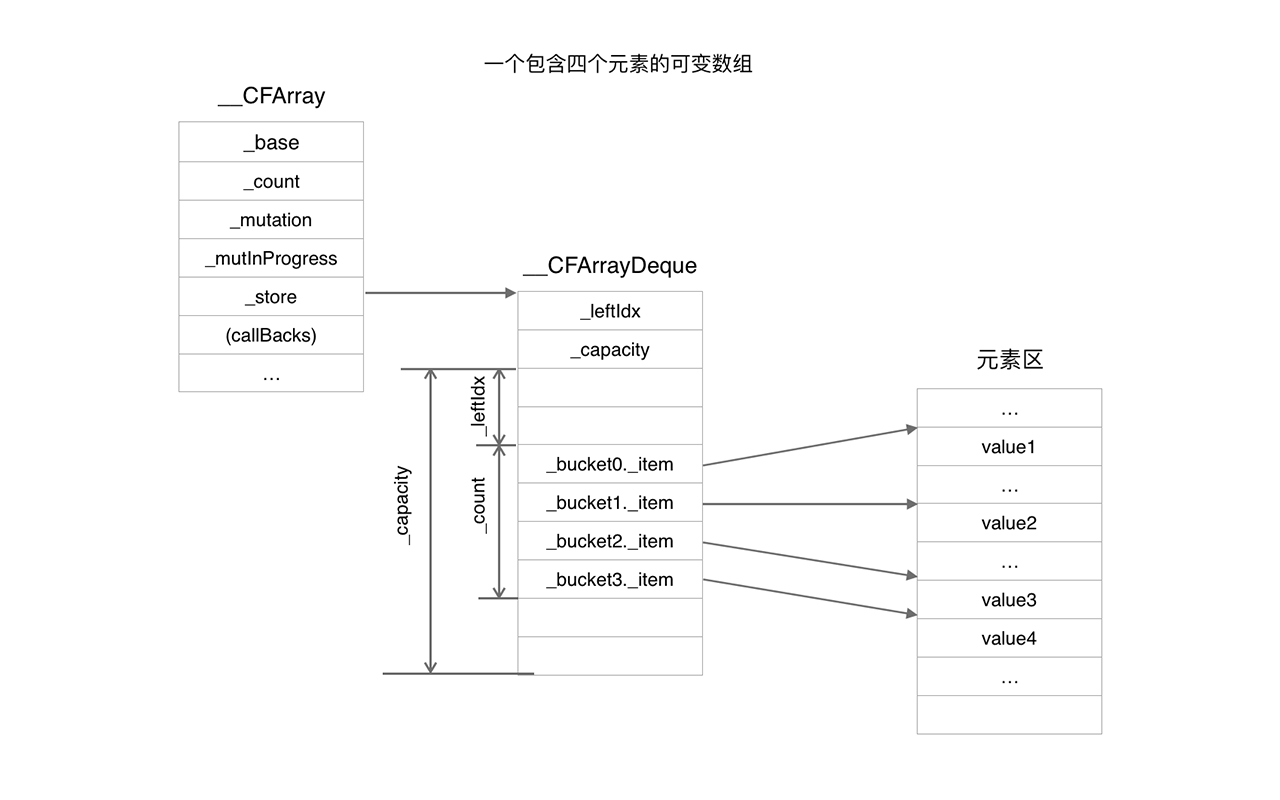 一个包含四个元素的可变数组
__CFArray
_base
_count
_mutation
_mutInProgress
_store
(callBacks)
…
__CFArrayDeque
_leftIdx
_capacity
_leftIdx
_count
_capacity
_bucket0._item
_bucket1._item
_bucket2._item
_bucket3._item
元素区
…
value1
…
value2
…
value3
value4
…